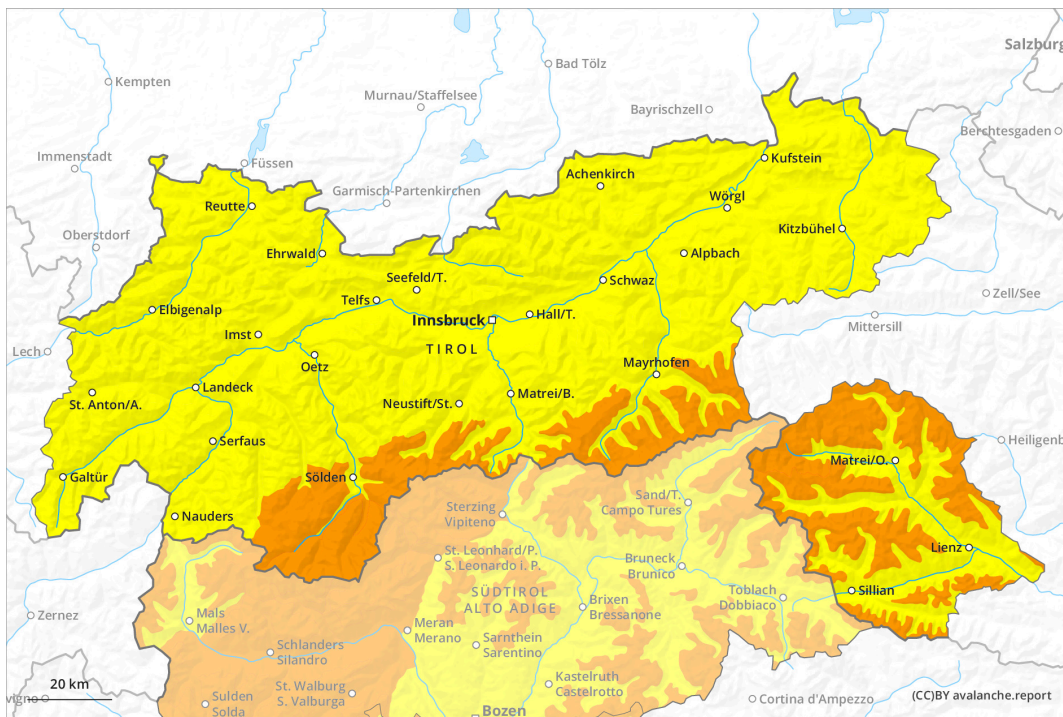 Salzburg
Kempten
Bad Tölz
Murnau/Staffelsee
Bayrischzell
Berchtesgaden
Immenstadt
Füssen
Kufstein
Achenkirch
Garmisch-Partenkirchen
Wörgl
Reutte
Oberstdorf
Kitzbühel
Ehrwald
Alpbach
Seefeld/T.
Schwaz
Zell/See
Telfs
Elbigenalp
Innsbruck
Hall/T.
Mittersill
Imst
TIROL
Lech
Oetz
Mayrhofen
Landeck
St. Anton/A.
Neustift/St.
Matrei/B.
Serfaus
Heiligenb
Matrei/O.
Galtür
Sölden
Sand/T.
Campo Tures
Sterzing
Vipiteno
Nauders
Lienz
St. Leonhard/P.
S. Leonardo i. P.
Bruneck
Brunico
Sillian
SÜDTIROL
ALTO ADIGE
Toblach
Dobbiaco
Brixen
Bressanone
Zernez
Mals
Malles V.
Meran
Merano
Schlanders
Silandro
Sarnthein
Sarentino
Kastelruth
Castelrotto
20 km
St. Walburg
S. Valburga
vigno
Sulden
Solda
Cortina d'Ampezzo
(CC)BY avalanche.report
Bozen